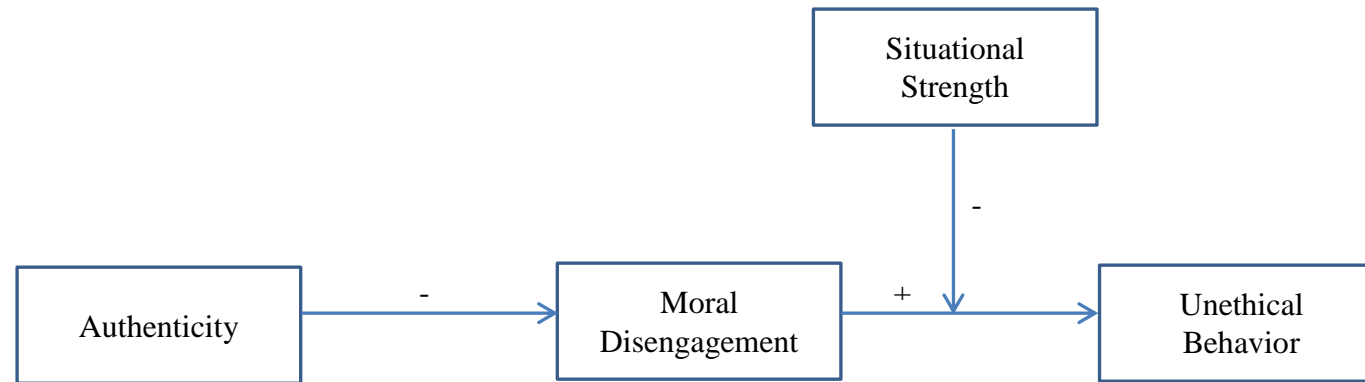 Situational
Strength
-
-
+
Authenticity
Moral
Disengagement
Unethical
Behavior